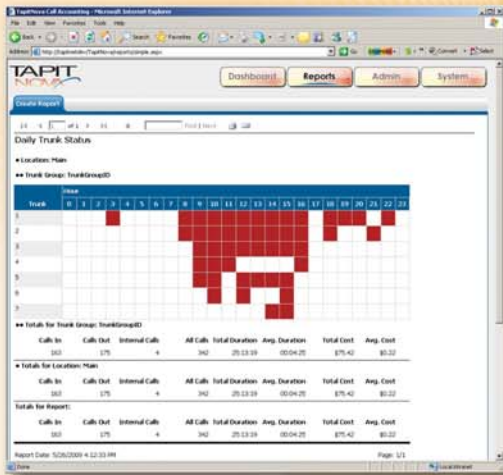 TapitNova Call Accounting - Microsoft Internet Explorer
File Edit View Favorites Tools Help
Back Search Favorites
Address Go Convert Select
TAPIT
NOVA
Dashboard Reports Admin System
Create Report
1 of 1 Find | Next
Daily Trunk Status
Location: Main
Trunk Group: TrunkGroupID
Hour
Trunk 0 1 2 3 4 5 6 7 8 9 10 11 12 13 14 15 16 17 18 19 20 21 22 23
1
2
3
4
5
6
7
Totals for Trunk Group: TrunkGroupID
Calls In Calls Out Internal Calls All Calls Total Duration Avg. Duration Total Cost Avg. Cost
163 175 4 342 25:13:19 00:04:25 $75.42 $0.22
Totals for Location: Main
Calls In Calls Out Internal Calls All Calls Total Duration Avg. Duration Total Cost Avg. Cost
163 175 4 342 25:13:19 00:04:25 $75.42 $0.22
Totals for Report:
Calls In Calls Out Internal Calls All Calls Total Duration Avg. Duration Total Cost Avg. Cost
163 175 4 342 25:13:19 00:04:25 $75.42 $0.22
Report Date: 5/28/2009 4:12:33 PM Page: 1/1
Done Local intranet